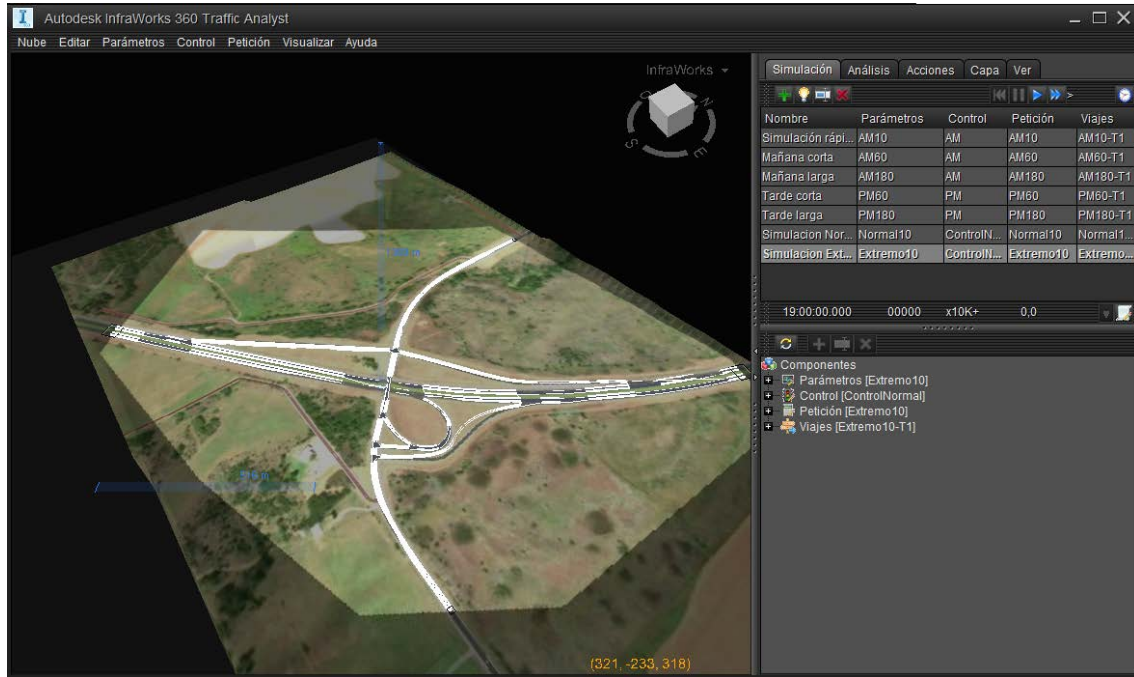 Autodesk InfraWorks 360 Traffic Analyst
Nube Editar Parámetros Control Petición Visualizar Ayuda
InfraWorks
N
E
S
O
(321, -233, 318)
Simulación Análisis Acciones Capa Ver
Nombre Parámetros Control Petición Viajes
Simulación rápi... AM10 AM AM10 AM10-T1
Mañana corta AM60 AM AM60 AM60-T1
Mañana larga AM180 AM AM180 AM180-T1
Tarde corta PM60 PM PM60 PM60-T1
Tarde larga PM180 PM PM180 PM180-T1
Simulacion Nor... Normal10 ControlN... Normal10 Normal1...
Simulacion Ext... Extremo10 ControlN... Extremo10 Extremo...
19:00:00.000 00000 x10K+ 0,0
Componentes
Parámetros [Extremo10]
Control [ControlNormal]
Petición [Extremo10]
Viajes [Extremo10-T1]